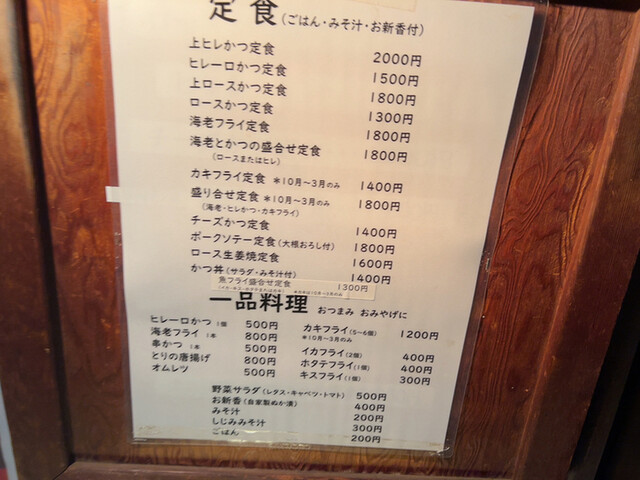 定食(ごはん・みそ汁・お新香付)
上ヒレかつ定食 2000円
ヒレ一口かつ定食 1500円
上ロースかつ定食 1800円
ロースかつ定食 1300円
海老フライ定食 1800円
海老とかつの盛合せ定食 1800円
(ロースまたはヒレ)
カキフライ定食 *10月～3月のみ 1400円
盛り合せ定食 *10月～3月のみ 1800円
(海老・ヒレかつ・カキフライ)
チーズかつ定食 1400円
ポークソテー定食(大根おろし付) 1800円
ロース生姜焼定食 1600円
かつ丼(サラダ・みそ汁付) 1400円
魚フライ盛合せ定食 1300円
一品料理 おつまみ おみやげに
ヒレ一口かつ 1個 500円
海老フライ 1本 800円
串かつ 1本 500円
とりの唐揚げ 800円
オムレツ 500円
カキフライ(5～6個) 1200円
*10月～3月のみ
イカフライ(2個) 400円
ホタテフライ(1個) 400円
キスフライ(1個) 300円
野菜サラダ(レタス・キャベツ・トマト) 500円
お新香(自家製ぬか漬) 400円
みそ汁 200円
しじみみそ汁 300円
ごはん 200円